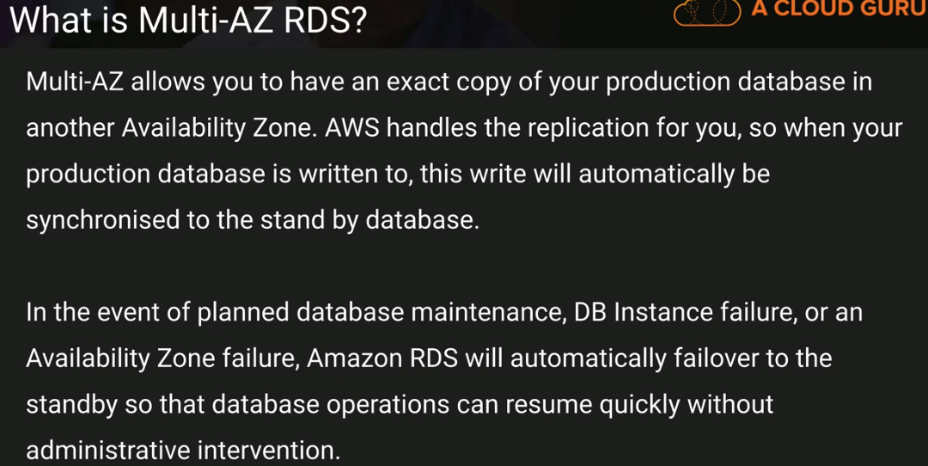 What is Multi-AZ RDS?
A CLOUD GURU
Multi-AZ allows you to have an exact copy of your production database in
another Availability Zone. AWS handles the replication for you, so when your
production database is written to, this write will automatically be
synchronised to the stand by database.
In the event of planned database maintenance, DB Instance failure, or an
Availability Zone failure, Amazon RDS will automatically failover to the
standby so that database operations can resume quickly without
administrative intervention.